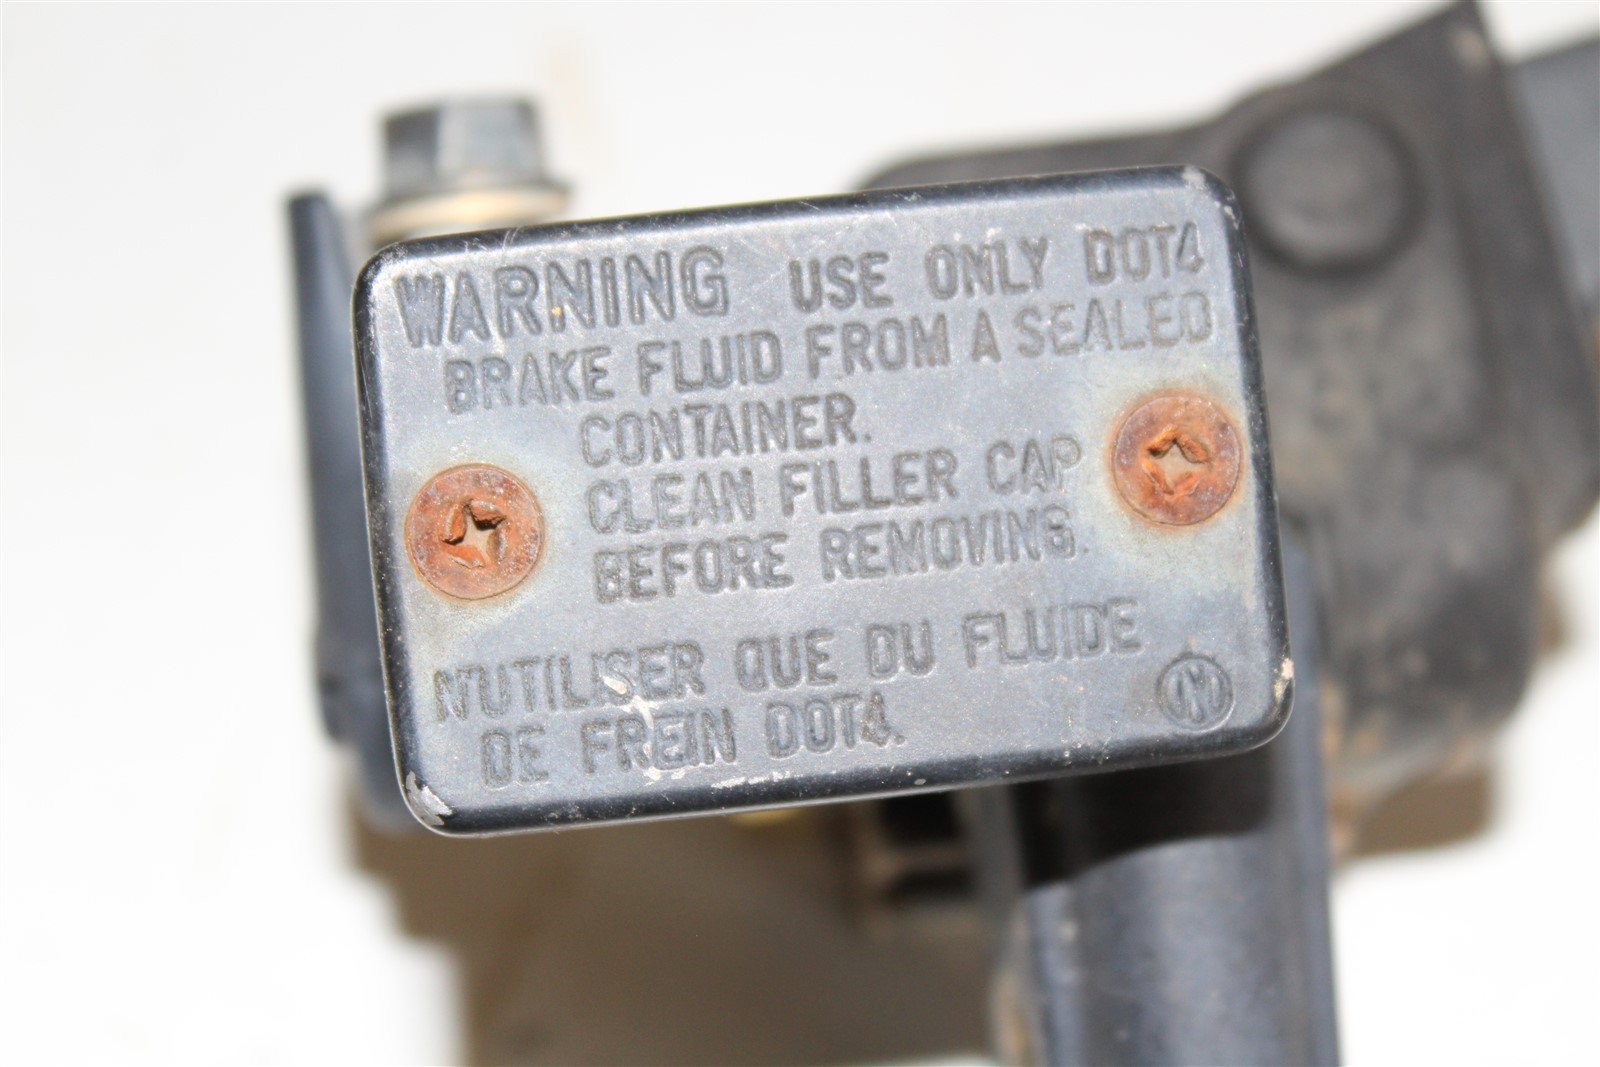 WARNING USE ONLY DOT4
BRAKE FLUID FROM A SEALED
CONTAINER.
CLEAN FILLER CAP
BEFORE REMOVING.
N'UTILISER QUE DU FLUIDE
DE FREIN DOT4.